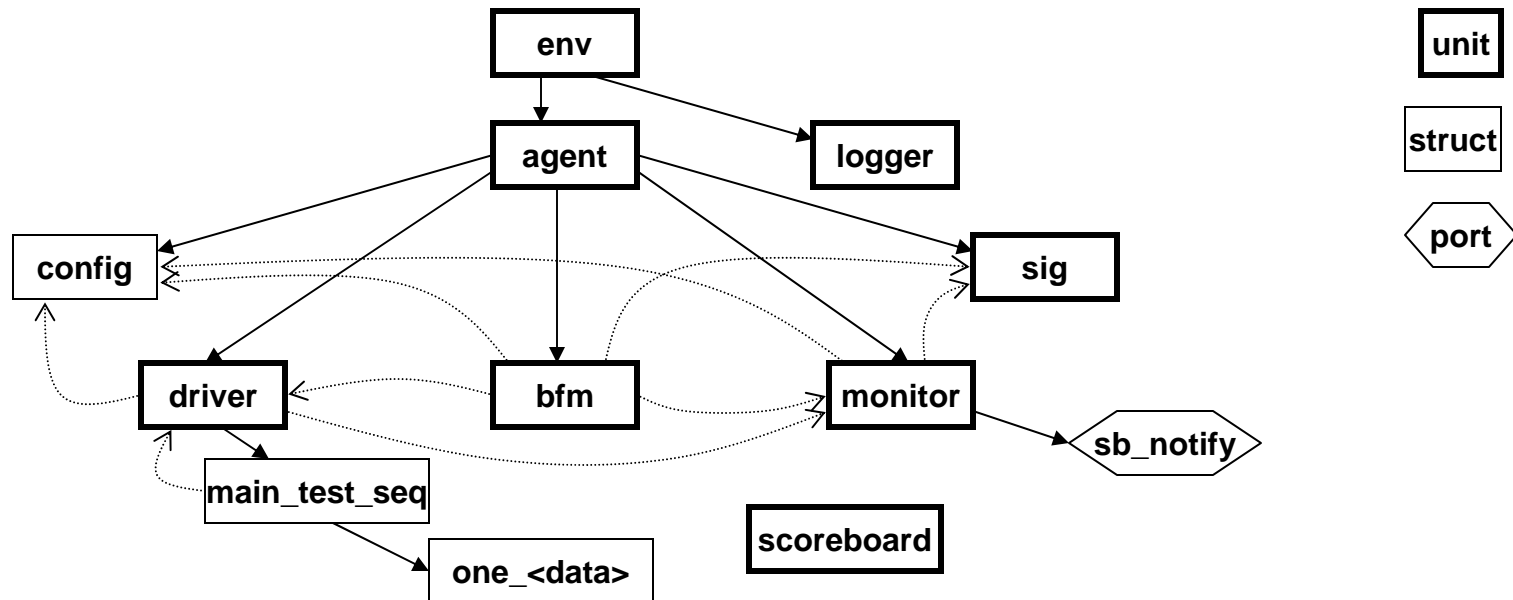 env
unit
agent
logger
struct
port
config
sig
driver
bfm
monitor
sb_notify
main_test_seq
scoreboard
one_<data>